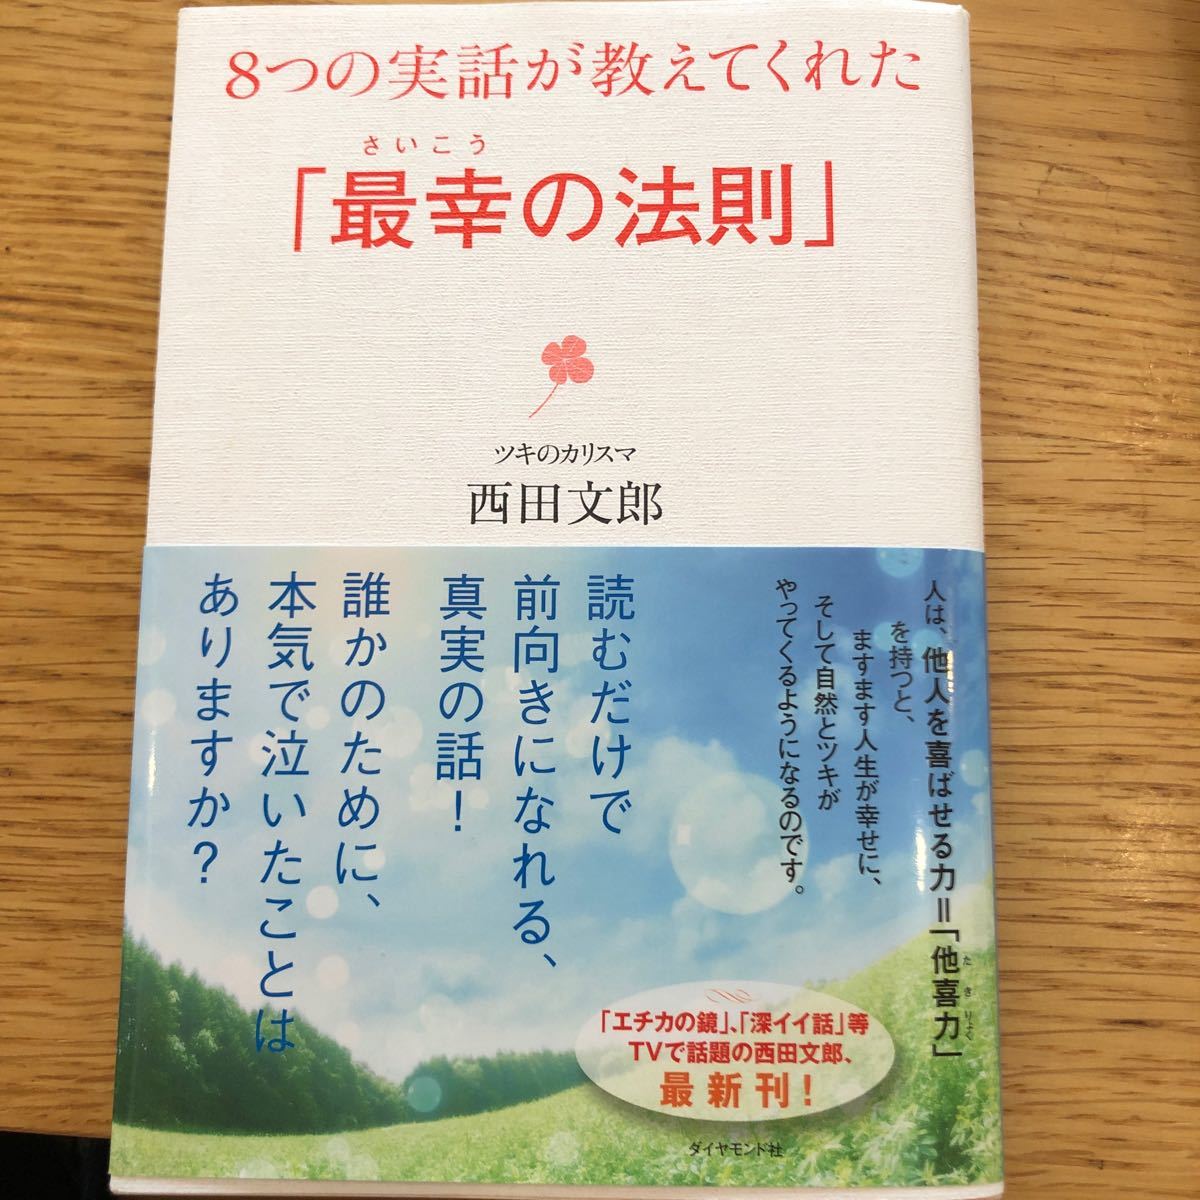 8つの実話が教えてくれた
さいこう
「最幸の法則」
ツキのカリスマ
西田文郎
人は、他人を喜ばせる力=「他喜力」
たきりょく
を持つと、
ますます人生が幸せに、
そして自然とツキが
やってくるようになるのです。
読むだけで
前向きになれる、
真実の話!
誰かのために、
本気で泣いたことは
ありますか?
「エチカの鏡」、「深イイ話」等
TVで話題の西田文郎、
最新刊!
ダイヤモンド社